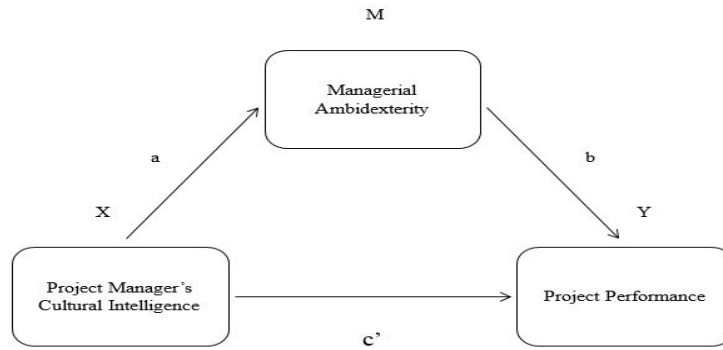 M
Managerial
Ambidexterity
a
b
X
Y
Project Manager’s
Cultural Intelligence
Project Performance
c’